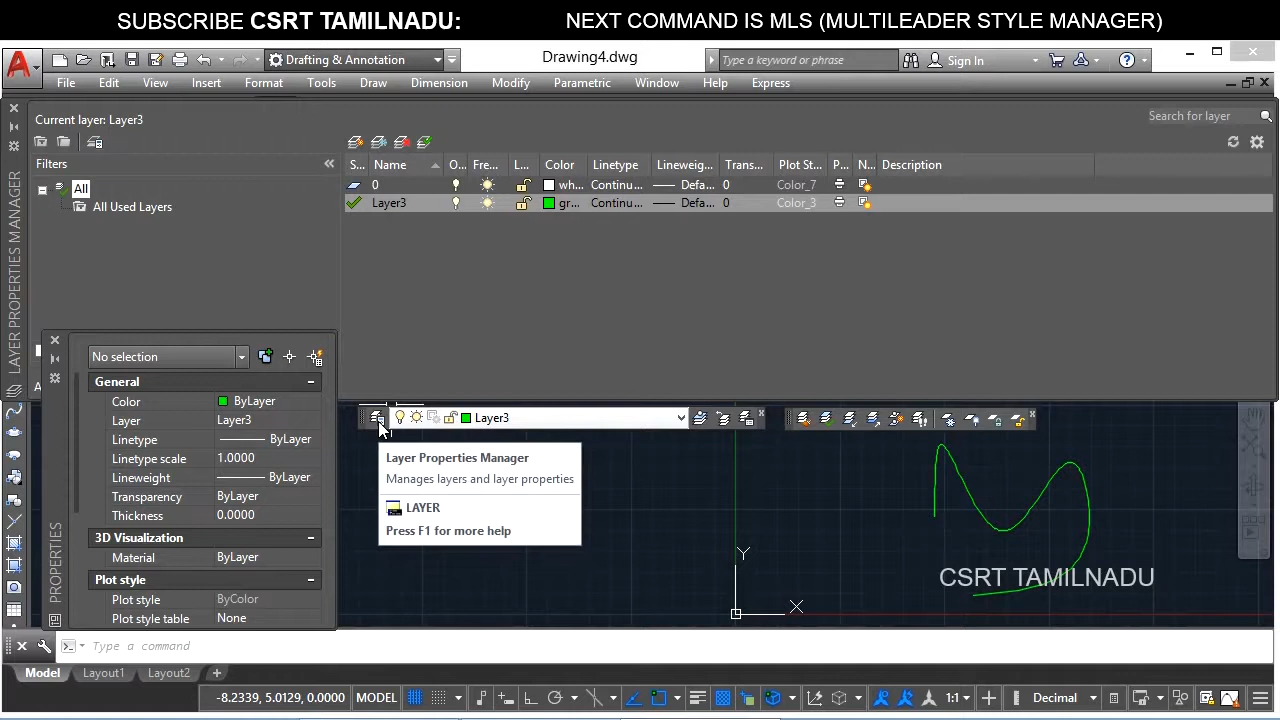 SUBSCRIBE CSRT TAMILNADU: NEXT COMMAND IS MLS (MULTILEADER STYLE MANAGER)
Drafting & Annotation Drawing4.dwg Type a keyword or phrase Sign In
File Edit View Insert Format Tools Draw Dimension Modify Parametric Window Help Express
Current layer: Layer3 Search for layer
Filters S... Name O... Fre... L... Color Linetype Lineweig... Trans... Plot St... P... N... Description
All 0 wh... Continu... Defa... 0 Color_7
All Used Layers Layer3 gr... Continu... Defa... 0 Color_3
LAYER PROPERTIES MANAGER
No selection
General
Color ByLayer
Layer Layer3
Linetype ByLayer
Linetype scale 1.0000
Lineweight ByLayer
Transparency ByLayer
Thickness 0.0000
3D Visualization
Material ByLayer
Plot style
Plot style ByColor
Plot style table None
PROPERTIES
Layer3
Layer Properties Manager
Manages layers and layer properties
LAYER
Press F1 for more help
Y
X
CSRT TAMILNADU
Type a command
Model Layout1 Layout2 +
-8.2339, 5.0129, 0.0000 MODEL 1:1 Decimal